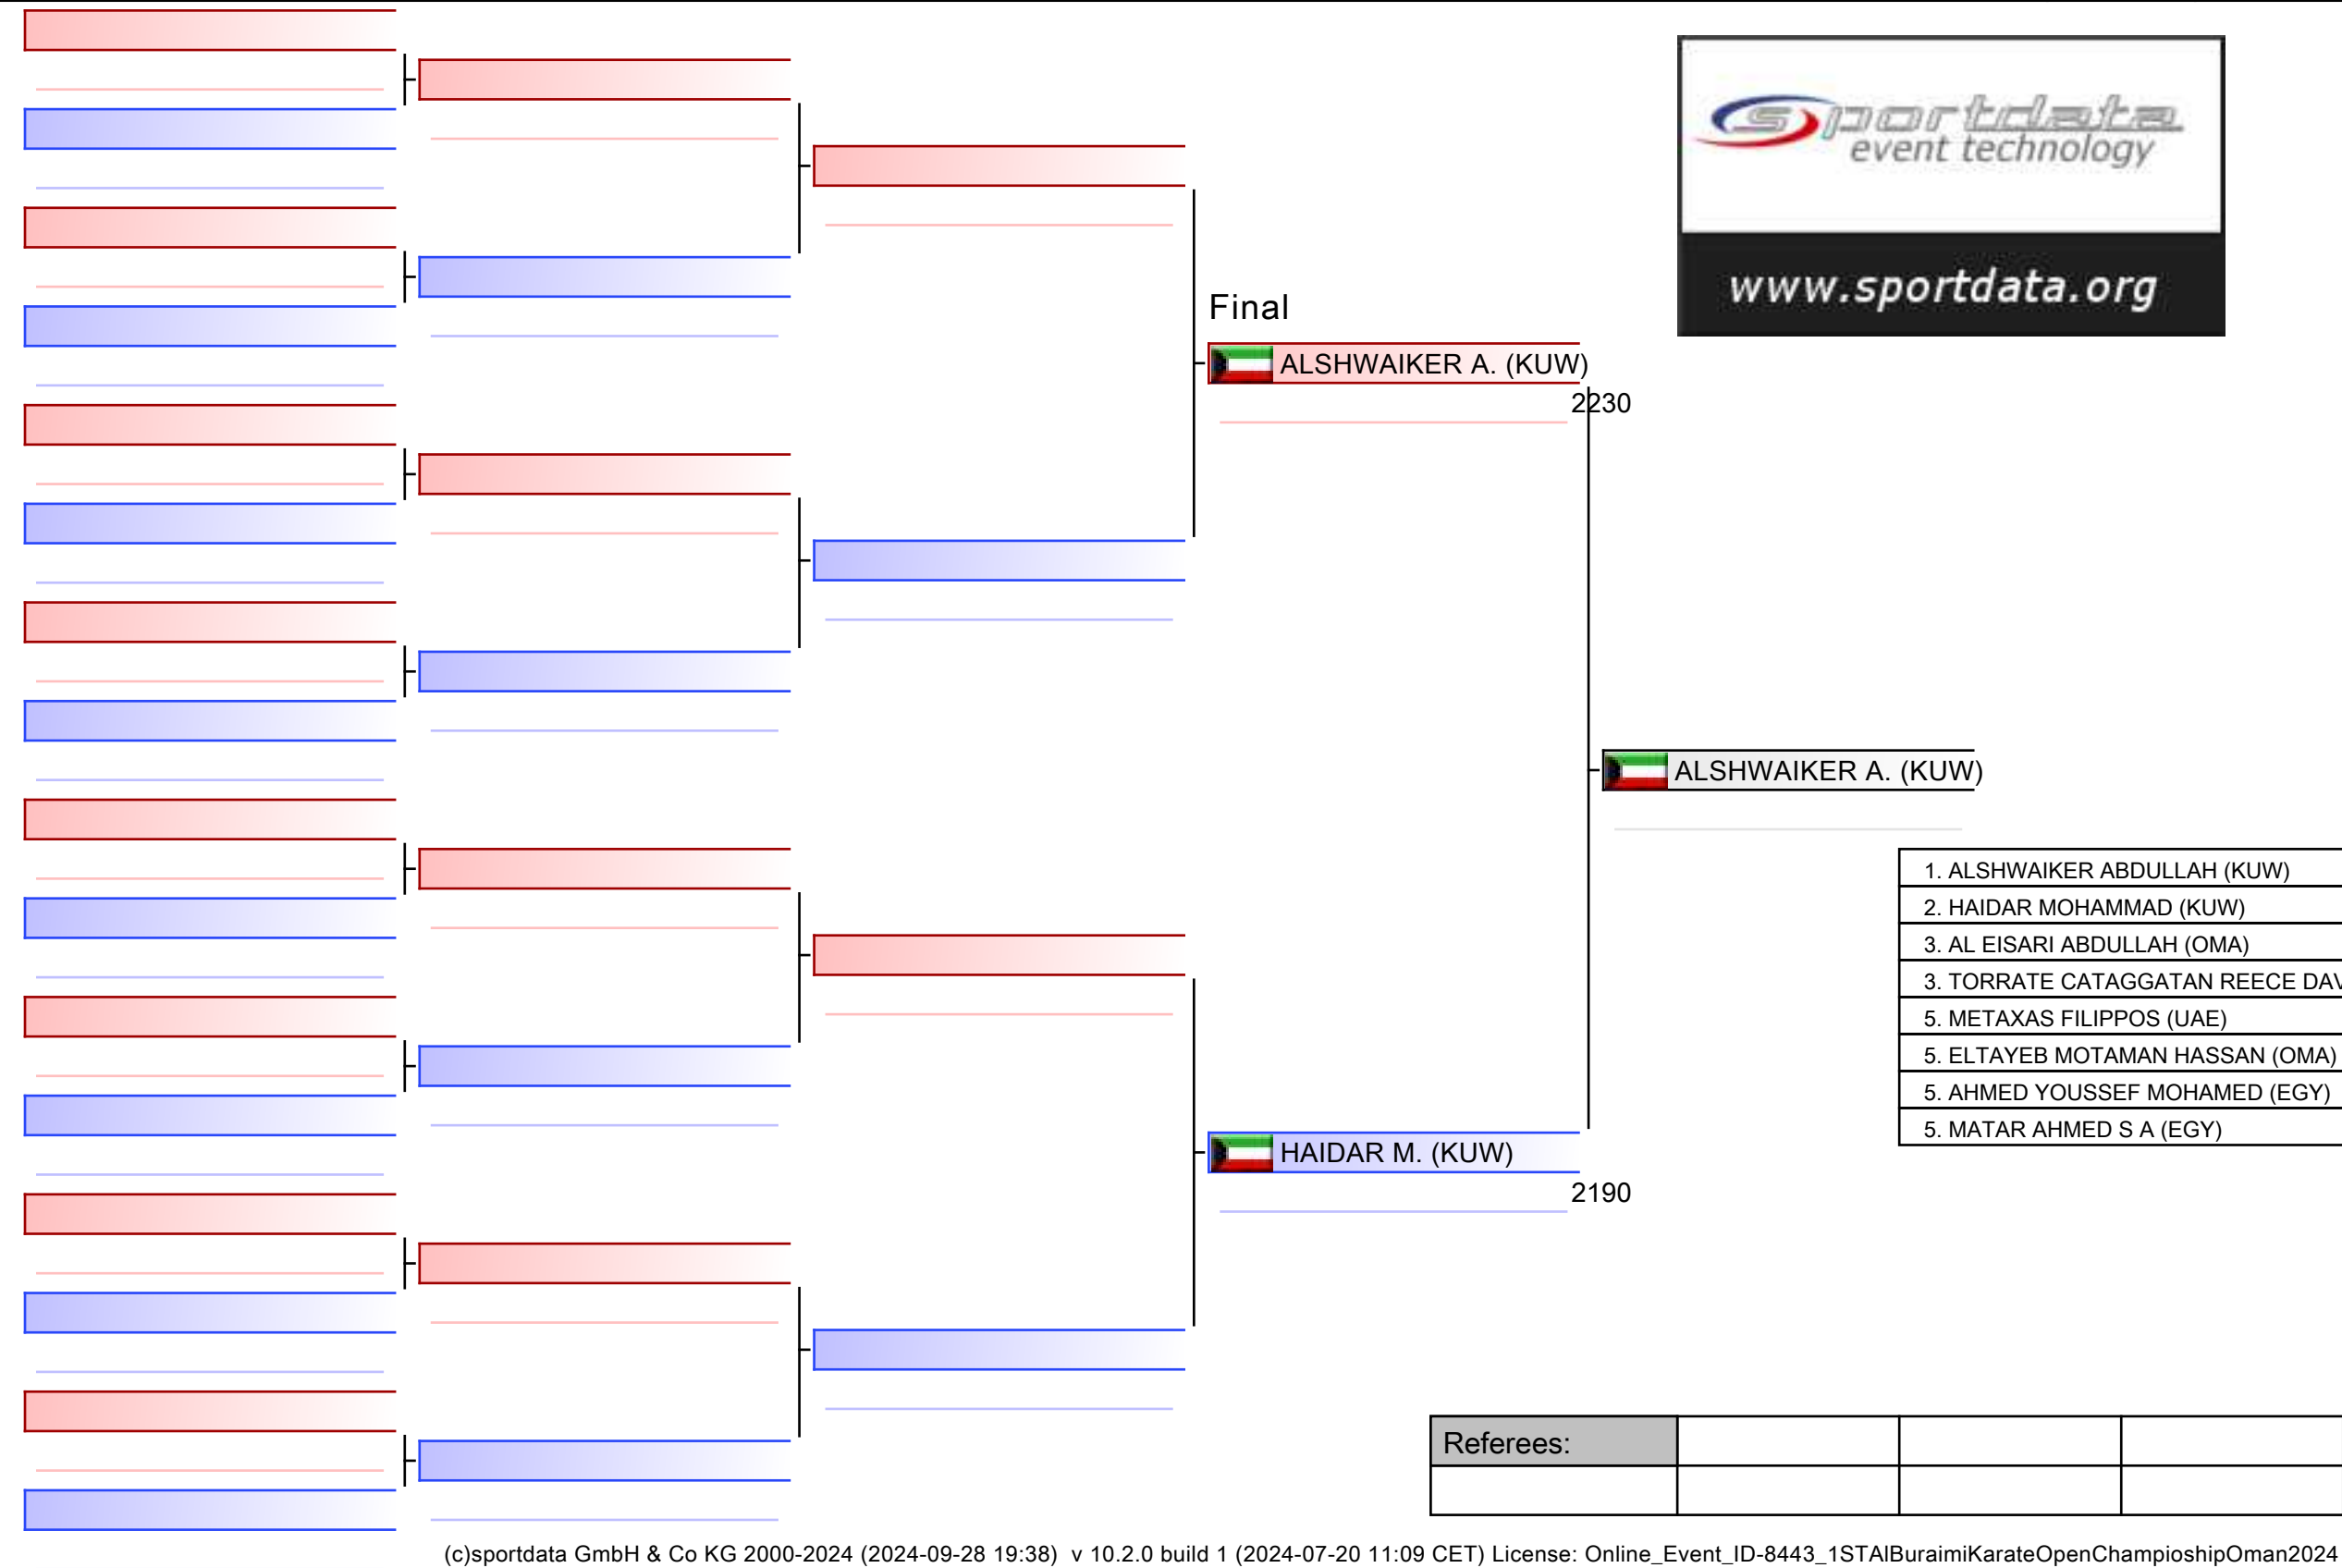 sportdata
event technology
www.sportdata.org
Final
ALSHWAIKER A. (KUW)
2230
ALSHWAIKER A. (KUW)
1. ALSHWAIKER ABDULLAH (KUW)
2. HAIDAR MOHAMMAD (KUW)
3. AL EISARI ABDULLAH (OMA)
3. TORRATE CATAGGATAN REECE DAV
5. METAXAS FILIPPOS (UAE)
5. ELTAYEB MOTAMAN HASSAN (OMA)
5. AHMED YOUSSEF MOHAMED (EGY)
5. MATAR AHMED S A (EGY)
HAIDAR M. (KUW)
2190
Referees:
(c)sportdata GmbH & Co KG 2000-2024 (2024-09-28 19:38) v 10.2.0 build 1 (2024-07-20 11:09 CET) License: Online_Event_ID-8443_1STAlBuraimiKarateOpenChampioshipOman2024